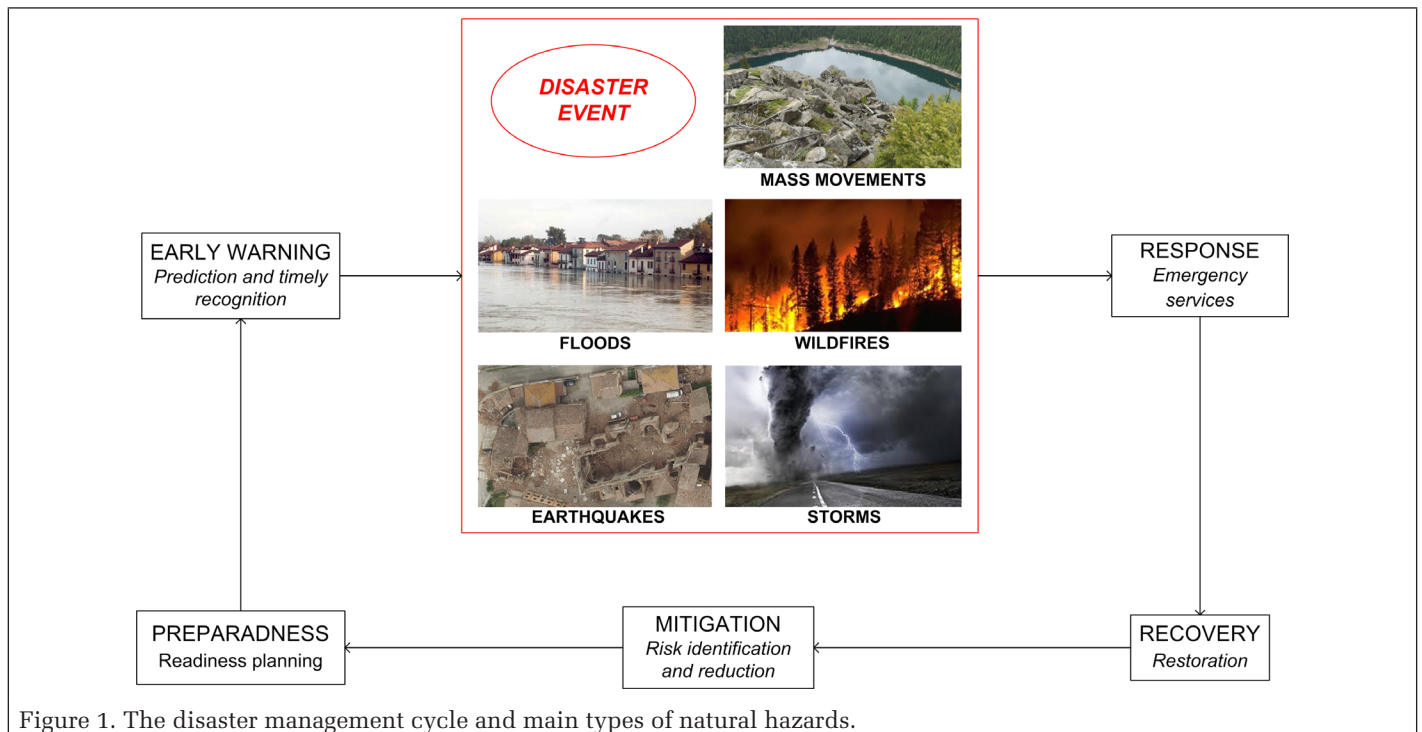 DISASTER
EVENT
MASS MOVEMENTS
FLOODS
WILDFIRES
EARTHQUAKES
STORMS
EARLY WARNING
Prediction and timely
recognition
RESPONSE
Emergency
services
PREPARADNESS
Readiness planning
MITIGATION
Risk identification
and reduction
RECOVERY
Restoration
Figure 1. The disaster management cycle and main types of natural hazards.